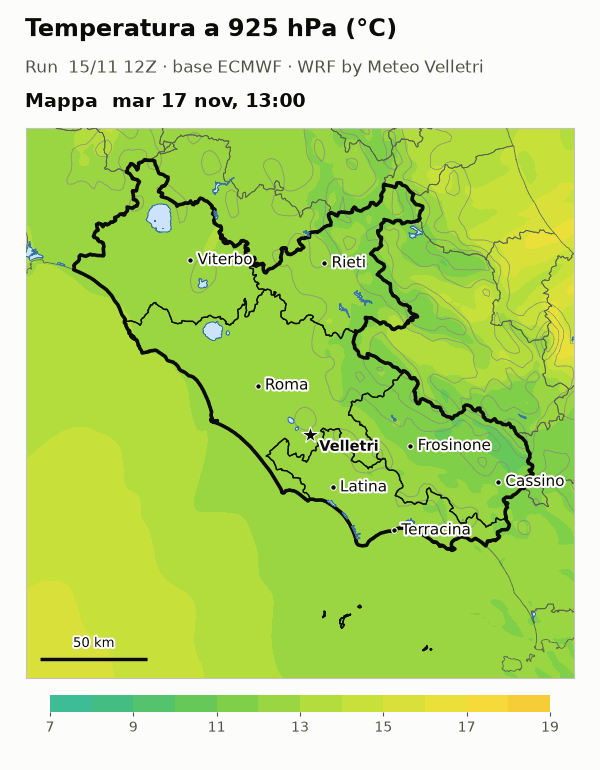 Temperatura a 925 hPa (°C)
Run  15/11 12Z · base ECMWF · WRF by Meteo Velletri
Mappa  mar 17 nov, 13:00
Viterbo
Rieti
Roma
Velletri
Frosinone
Latina
Cassino
Terracina
50 km
7 9 11 13 15 17 19